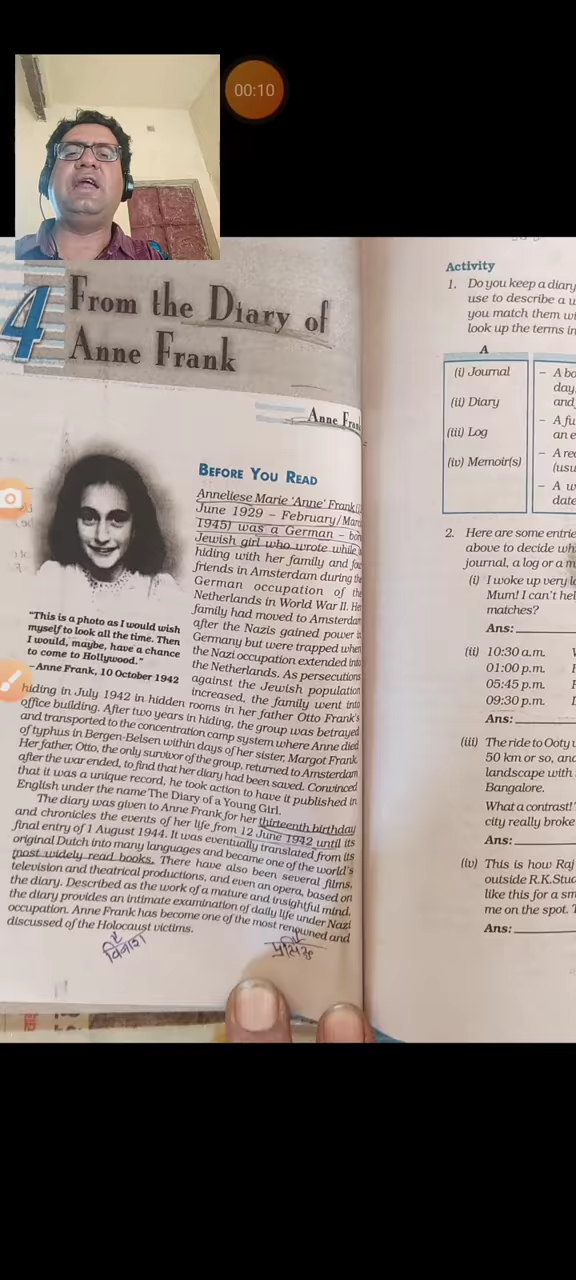 00:10
4
From the Diary of
Anne Frank
Anne Fran
BEFORE YOU READ
Anneliese Marie 'Anne' Frank
June 1929 – February/Mar
1945) was a German – bo
Jewish girl who wrote while
hiding with her family and fo
friends in Amsterdam during the
German occupation of the
Netherlands in World War II. He
family had moved to Amsterdam
after the Nazis gained power in
Germany but were trapped when
the Nazi occupation extended into
the Netherlands. As persecutions
against the Jewish population
increased, the family went into
"This is a photo as I would wish
myself to look all the time. Then
I would, maybe, have a chance
to come to Hollywood."
–Anne Frank, 10 October 1942
hiding in July 1942 in hidden rooms in her father Otto Frank's
office building. After two years in hiding, the group was betrayed
and transported to the concentration camp system where Anne died
of typhus in Bergen-Belsen within days of her sister, Margot Frank.
Her father, Otto, the only survivor of the group, returned to Amsterdam
after the war ended, to find that her diary had been saved. Convinced
that it was a unique record, he took action to have it published in
English under the name The Diary of a Young Girl.
The diary was given to Anne Frank for her thirteenth birthday
and chronicles the events of her life from 12 June 1942 until its
final entry of 1 August 1944. It was eventually translated from its
original Dutch into many languages and became one of the world's
most widely read books. There have also been several films,
television and theatrical productions, and even an opera, based on
the diary. Described as the work of a mature and insightful mind,
the diary provides an intimate examination of daily life under Nazi
occupation. Anne Frank has become one of the most renowned and
discussed of the Holocaust victims.
Activity
1. Do you keep a diary
use to describe a
you match them wi
look up the terms in
A
(i) Journal
– A bo
day
and
(ii) Diary
– A fu
an e
(iii) Log
– A re
(usu
(iv) Memoir(s)
– A w
date
2. Here are some entrie
above to decide wh
journal, a log or a m
(i) I woke up very l
Mum! I can't hel
matches?
Ans:
(ii) 10:30 a.m.
01:00 p.m.
05:45 p.m.
09:30 p.m.
Ans:
(iii) The ride to Ooty
50 km or so, and
landscape with
Bangalore.
What a contrast!
city really broke
Ans:
(iv) This is how Raj
outside R.K.Stud
like this for a sm
me on the spot.
Ans: